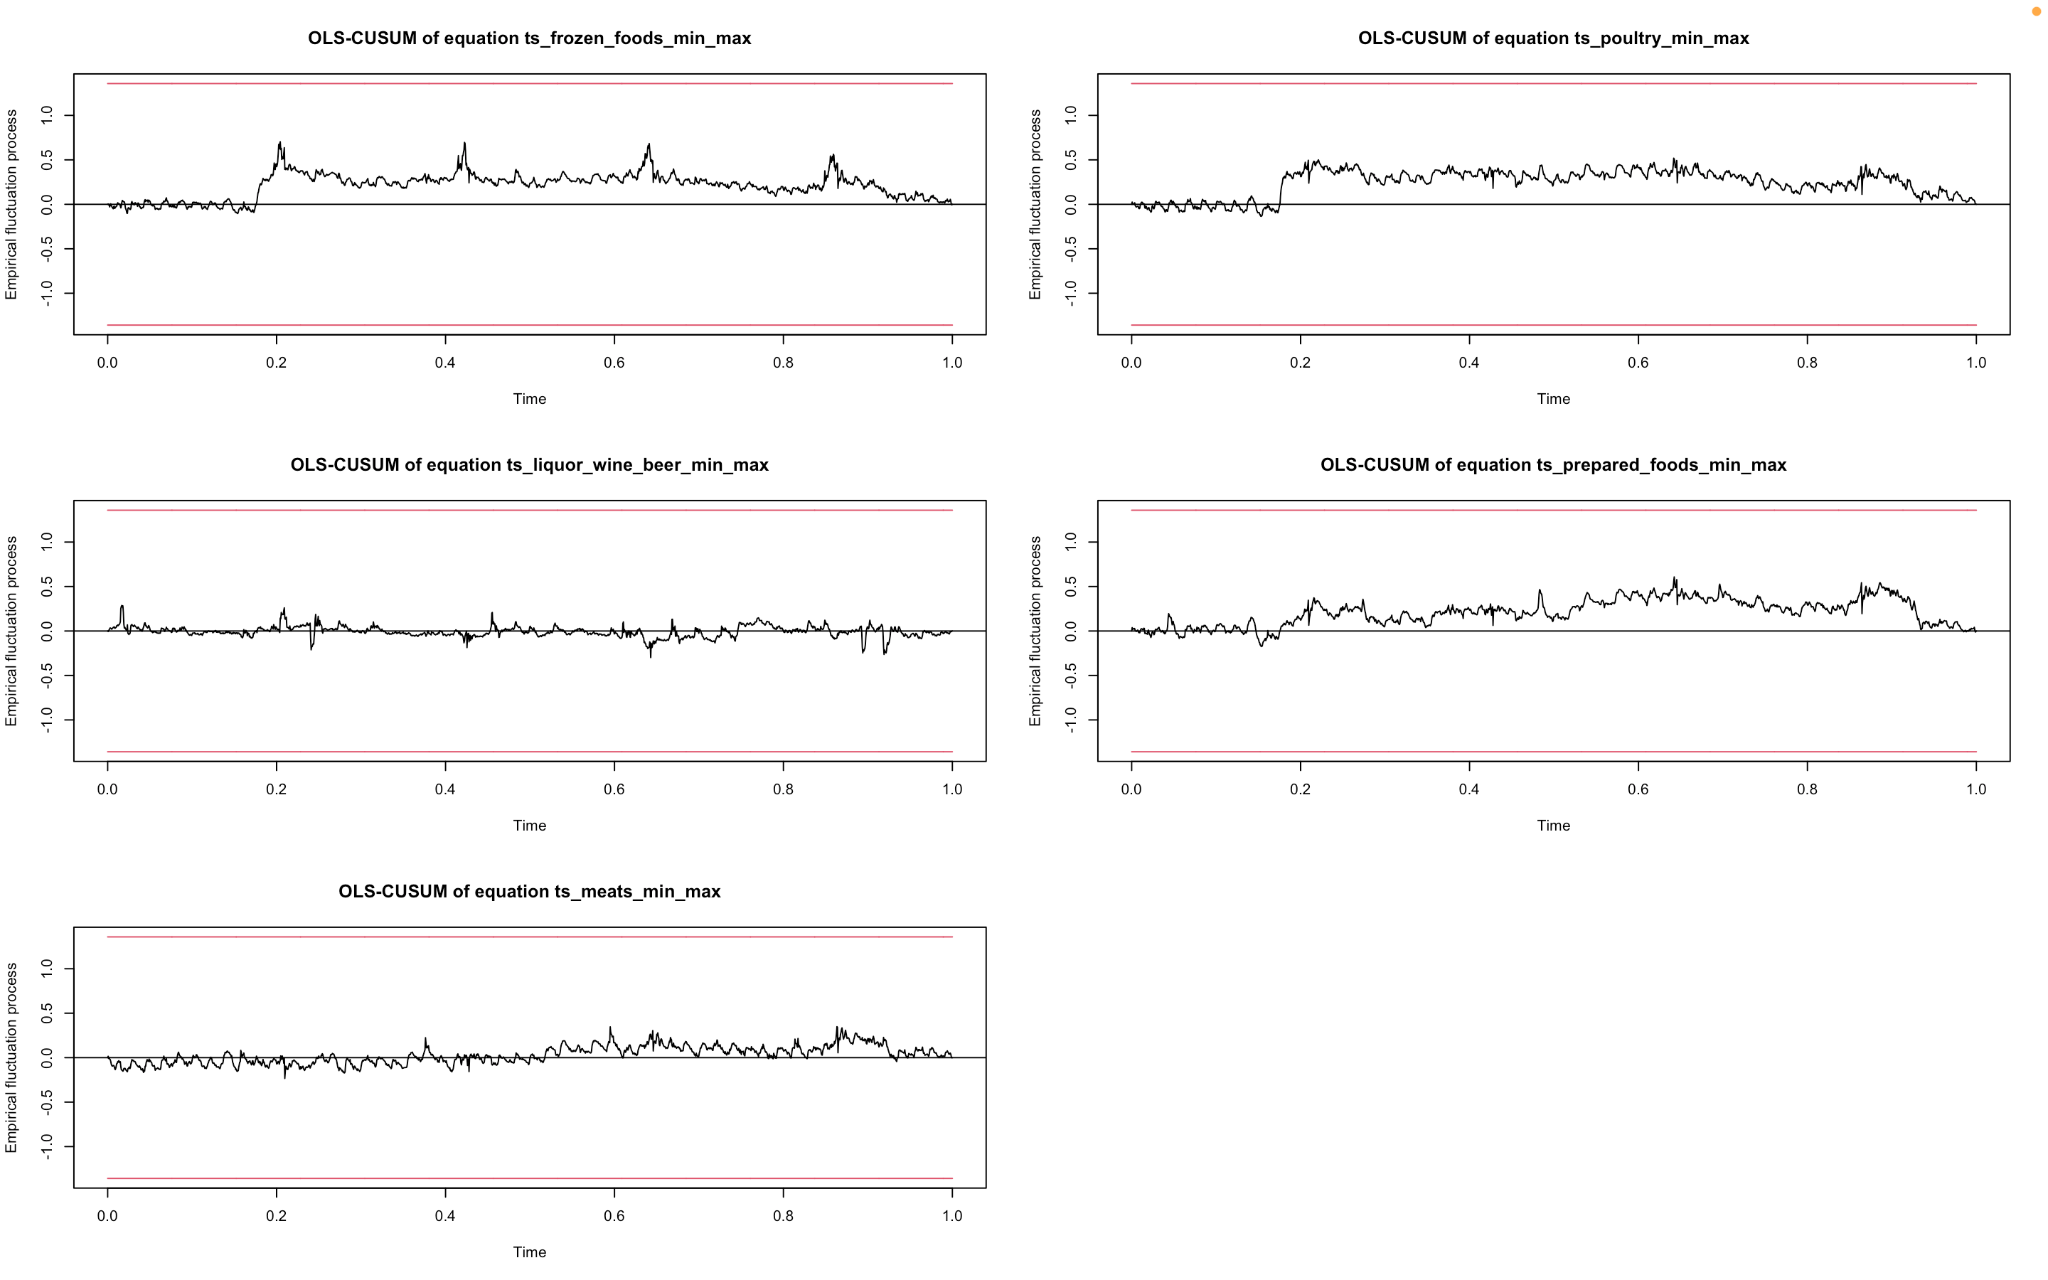 OLS-CUSUM of equation ts_frozen_foods_min_max
Empirical fluctuation process
1.0
0.5
0.0
-0.5
-1.0
0.0 0.2 0.4 0.6 0.8 1.0
Time
OLS-CUSUM of equation ts_poultry_min_max
Empirical fluctuation process
1.0
0.5
0.0
-0.5
-1.0
0.0 0.2 0.4 0.6 0.8 1.0
Time
OLS-CUSUM of equation ts_liquor_wine_beer_min_max
Empirical fluctuation process
1.0
0.5
0.0
-0.5
-1.0
0.0 0.2 0.4 0.6 0.8 1.0
Time
OLS-CUSUM of equation ts_prepared_foods_min_max
Empirical fluctuation process
1.0
0.5
0.0
-0.5
-1.0
0.0 0.2 0.4 0.6 0.8 1.0
Time
OLS-CUSUM of equation ts_meats_min_max
Empirical fluctuation process
1.0
0.5
0.0
-0.5
-1.0
0.0 0.2 0.4 0.6 0.8 1.0
Time